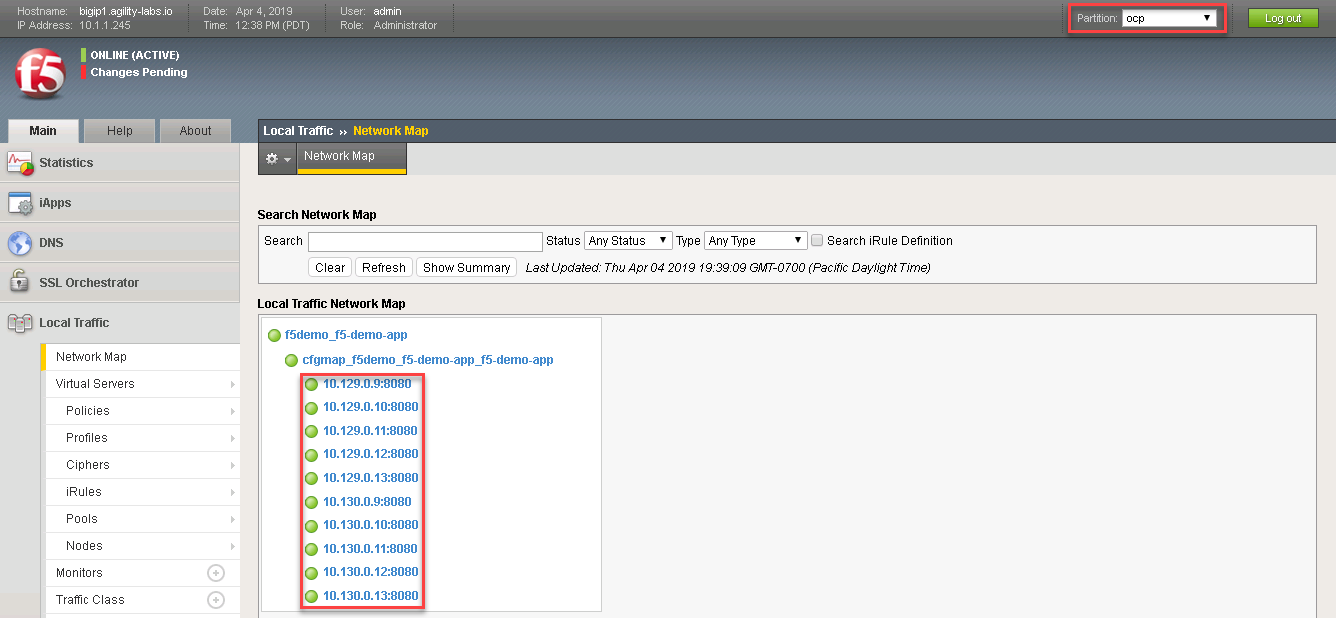 Hostname: bigip1.agility-labs.io Date: Apr 4, 2019 User: admin
IP Address: 10.1.1.245 Time: 12:38 PM (PDT) Role: Administrator
Partition: ocp Log out
f5
ONLINE (ACTIVE)
Changes Pending
Main Help About
Local Traffic ›› Network Map
Network Map
Statistics
iApps
DNS
SSL Orchestrator
Local Traffic
Network Map
Virtual Servers
Policies
Profiles
Ciphers
iRules
Pools
Nodes
Monitors
Traffic Class
Search Network Map
Search Status Any Status Type Any Type Search iRule Definition
Clear Refresh Show Summary Last Updated: Thu Apr 04 2019 19:39:09 GMT-0700 (Pacific Daylight Time)
Local Traffic Network Map
f5demo_f5-demo-app
cfgmap_f5demo_f5-demo-app_f5-demo-app
10.129.0.9:8080
10.129.0.10:8080
10.129.0.11:8080
10.129.0.12:8080
10.129.0.13:8080
10.130.0.9:8080
10.130.0.10:8080
10.130.0.11:8080
10.130.0.12:8080
10.130.0.13:8080